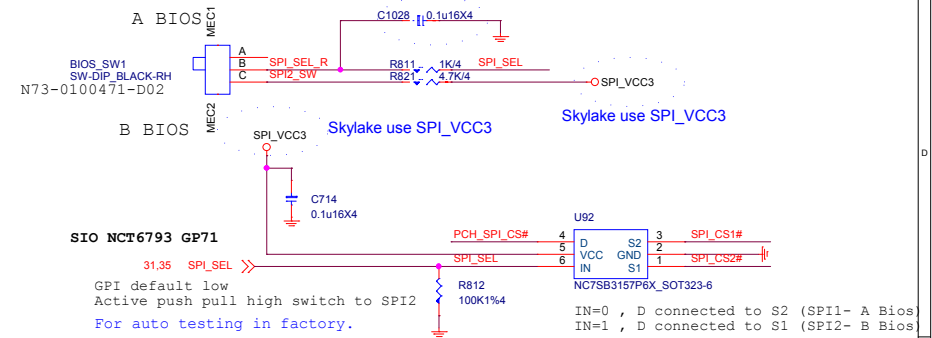 A BIOS
MEC1
C1028 0.1u16X4
A
BIOS_SW1
B
SPI_SEL_R
R811
1K/4
SPI_SEL
SW-DIP_BLACK-RH
C
SPI2_SW
R821
4.7K/4
SPI_VCC3
N73-0100471-D02
MEC2
B BIOS
SPI_VCC3
Skylake use SPI_VCC3
Skylake use SPI_VCC3
D
C714
0.1u16X4
U92
SIO NCT6793 GP71
PCH_SPI_CS#
4
D
S2
3
SPI_CS1#
5
VCC
GND
2
31,35
SPI_SEL
SPI_SEL
6
IN
S1
1
SPI_CS2#
NC7SB3157P6X_SOT323-6
GPI default low
R812
Active push pull high switch to SPI2
100K1%4
For auto testing in factory.
IN=0 , D connected to S2 (SPI1- A Bios)
IN=1 , D connected to S1 (SPI2- B Bios)